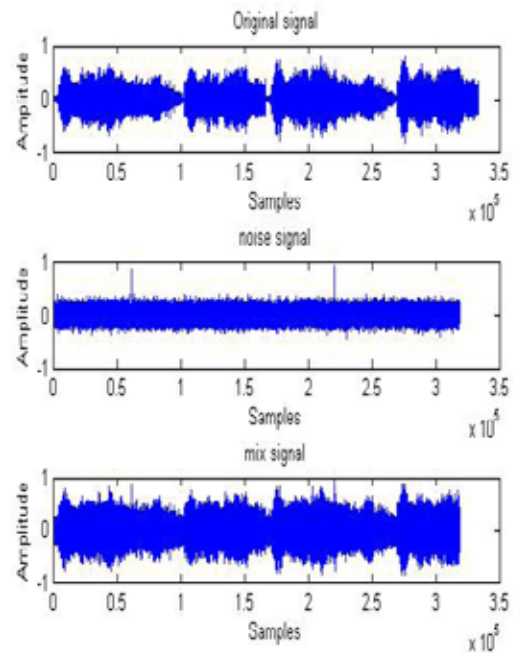 Original signal
1
0
-1
Amplitude
0 0.5 1 1.5 2 2.5 3 3.5
Samples
x 10^5
noise signal
1
0
-1
Amplitude
0 0.5 1 1.5 2 2.5 3 3.5
Samples
x 10^5
mix signal
1
0
-1
Amplitude
0 0.5 1 1.5 2 2.5 3 3.5
Samples
x 10^5